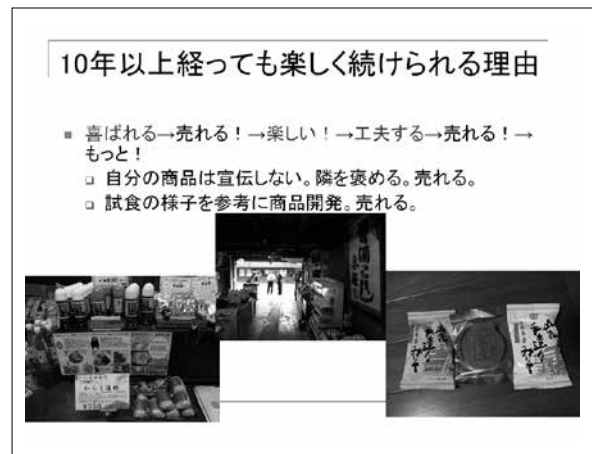 10年以上経っても楽しく続けられる理由
喜ばれる→売れる！→楽しい！→工夫する→売れる！→
もっと！
自分の商品は宣伝しない。隣を褒める。売れる。
試食の様子を参考に商品開発。売れる。